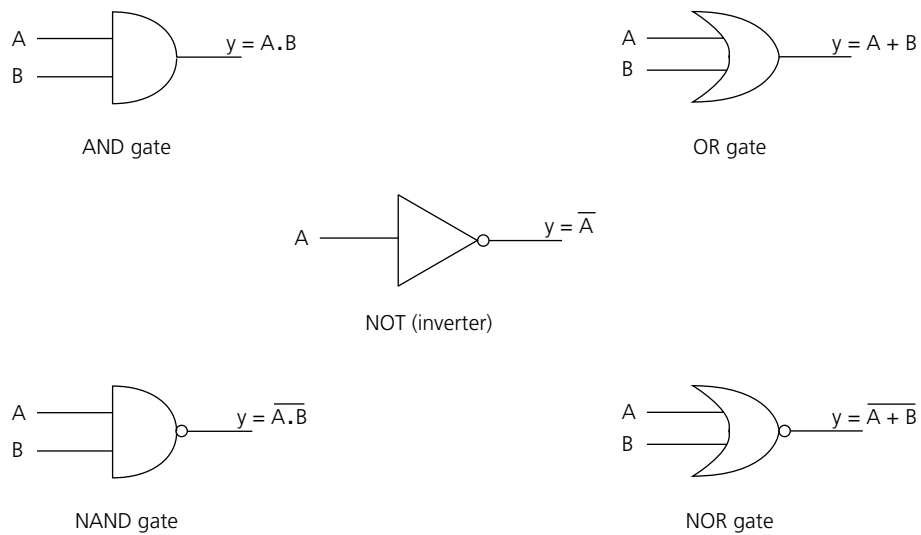 A
B
y = A.B
AND gate
A
B
y = A + B
OR gate
A
y = A̅
NOT (inverter)
A
B
y = A̅.̅B̅
NAND gate
A
B
y = A̅ ̅+̅ ̅B̅
NOR gate